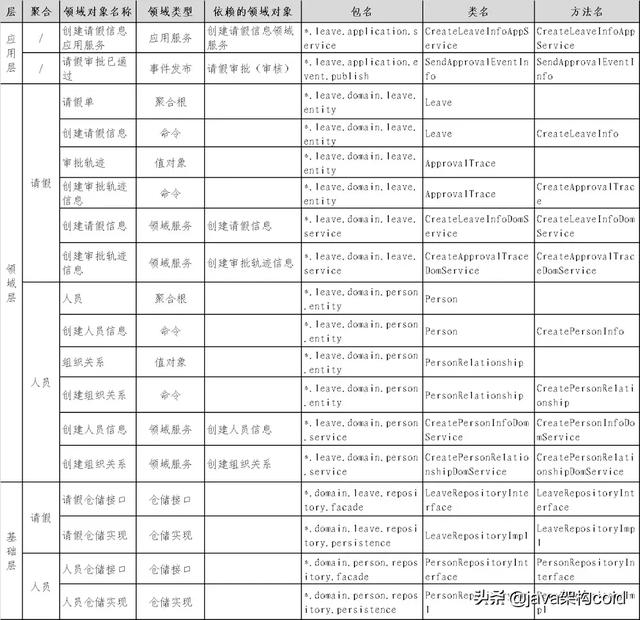 层 聚合 领域对象名称 领域类型 依赖的领域对象 包名 类名 方法名
应用层 / 创建请假信息应用服务 应用服务 创建请假信息领域服务 *.leave.application.service CreateLeaveInfoAppService CreateLeaveInfoAppService
/ 请假审批已通过 事件发布 请假审批（审核） *.leave.application.event.publish SendApprovalEventInfo SendApprovalEventInfo
领域层 请假 请假单 聚合根 *.leave.domain.leave.entity Leave
创建请假信息 命令 *.leave.domain.leave.entity Leave CreateLeaveInfo
审批轨迹 值对象 *.leave.domain.leave.entity ApprovalTrace
创建审批轨迹信息 命令 *.leave.domain.leave.entity ApprovalTrace CreateApprovalTrace
创建请假信息 领域服务 创建请假信息 *.leave.domain.leave.service CreateLeaveInfoDomService CreateLeaveInfoDomService
创建审批轨迹信息 领域服务 创建审批轨迹信息 *.leave.domain.leave.service CreateApprovalTraceDomService CreateApprovalTraceDomService
人员 人员 聚合根 *.leave.domain.person.entity Person
创建人员信息 命令 *.leave.domain.person.entity Person CreatePersonInfo
组织关系 值对象 *.leave.domain.person.entity PersonRelationship
创建组织关系 命令 *.leave.domain.person.entity PersonRelationship CreatePersonRelationship
创建人员信息 领域服务 创建人员信息 *.leave.domain.person.service CreatePersonInfoDomService CreatePersonInfoDomService
创建组织关系 领域服务 创建组织关系 *.leave.domain.person.service CreatePersonRelationshipDomService CreatePersonRelationshipDomService
基础层 请假 请假仓储接口 仓储接口 *.domain.leave.repository.facade LeaveRepositoryInterface LeaveRepositoryInterface
请假仓储实现 仓储实现 *.domain.leave.repository.persistence LeaveRepositoryImpl LeaveRepositoryImpl
人员 人员仓储接口 仓储接口 *.domain.person.repository.facade PersonRepositoryInterface PersonRepositoryInterface
人员仓储实现 仓储实现 *.domain.person.repository.persistence
头条 @java架构coid